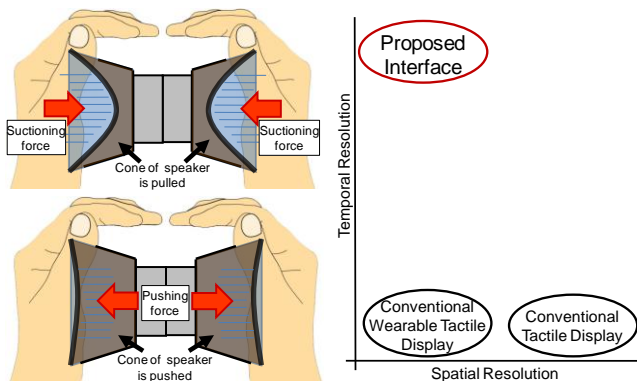 Suctioning
force
Suctioning
force
Cone of speaker
is pulled
Pushing
force
Cone of speaker
is pushed
Temporal Resolution
Proposed
Interface
Conventional
Wearable Tactile
Display
Conventional
Tactile Display
Spatial Resolution